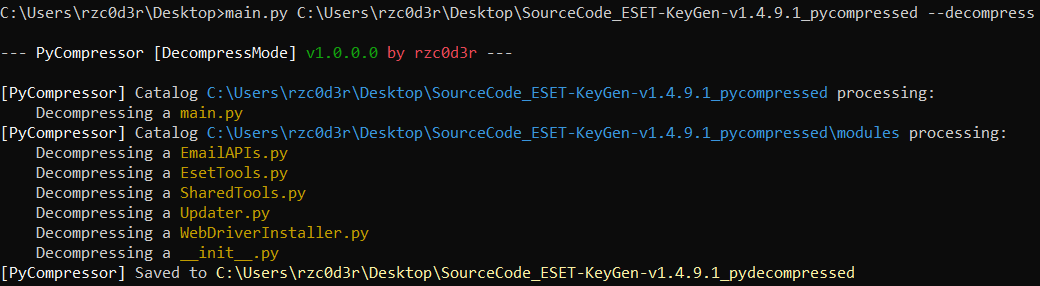 C:\Users\rzc0d3r\Desktop>main.py C:\Users\rzc0d3r\Desktop\SourceCode_ESET-KeyGen-v1.4.9.1_pycompressed --decompress
--- PyCompressor [DecompressMode] v1.0.0.0 by rzc0d3r ---
[PyCompressor] Catalog C:\Users\rzc0d3r\Desktop\SourceCode_ESET-KeyGen-v1.4.9.1_pycompressed processing:
Decompressing a main.py
[PyCompressor] Catalog C:\Users\rzc0d3r\Desktop\SourceCode_ESET-KeyGen-v1.4.9.1_pycompressed\modules processing:
Decompressing a EmailAPIs.py
Decompressing a EsetTools.py
Decompressing a SharedTools.py
Decompressing a Updater.py
Decompressing a WebDriverInstaller.py
Decompressing a __init__.py
[PyCompressor] Saved to C:\Users\rzc0d3r\Desktop\SourceCode_ESET-KeyGen-v1.4.9.1_pydecompressed